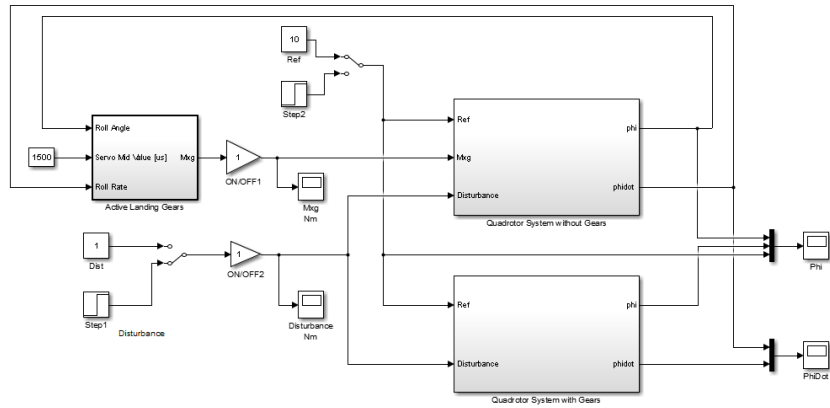 10
Ref
Step2
Roll Angle
Servo Mid Value [us]
Mxg
Roll Rate
Active Landing Gears
1500
1
ON/OFF1
Mxg
Nm
Ref
Mxg
Disturbance
phi
phidot
Quadrotor System without Gears
1
Dist
Step1
Disturbance
1
ON/OFF2
Disturbance
Nm
Ref
Disturbance
phi
phidot
Quadrotor System with Gears
Phi
PhiDot